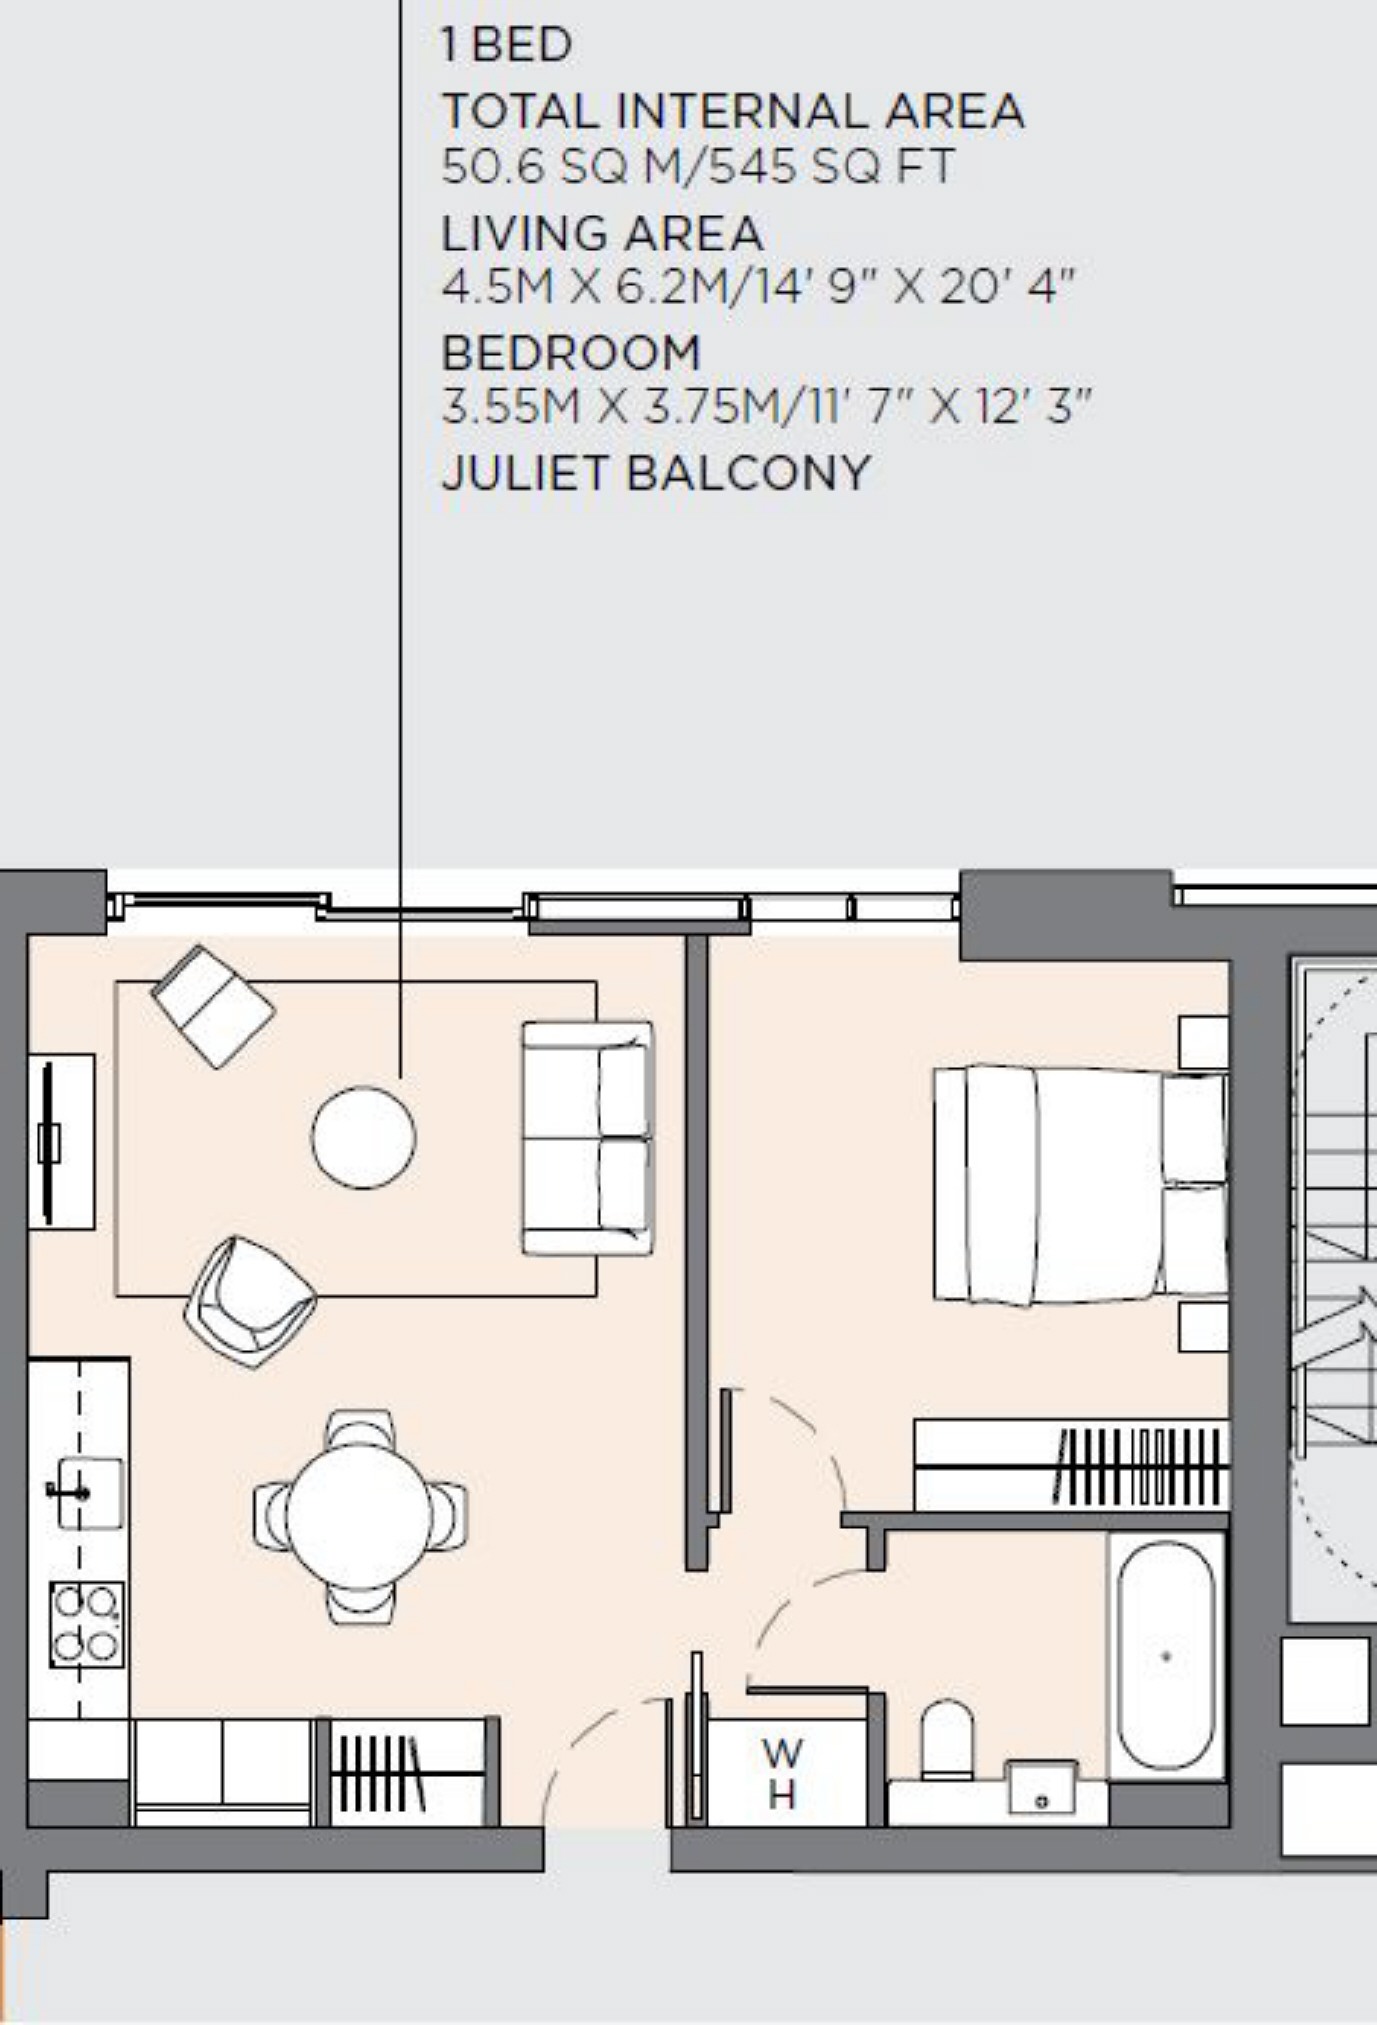 1 BED
TOTAL INTERNAL AREA
50.6 SQ M/545 SQ FT
LIVING AREA
4.5M X 6.2M/14' 9" X 20' 4"
BEDROOM
3.55M X 3.75M/11' 7" X 12' 3"
JULIET BALCONY
W
H